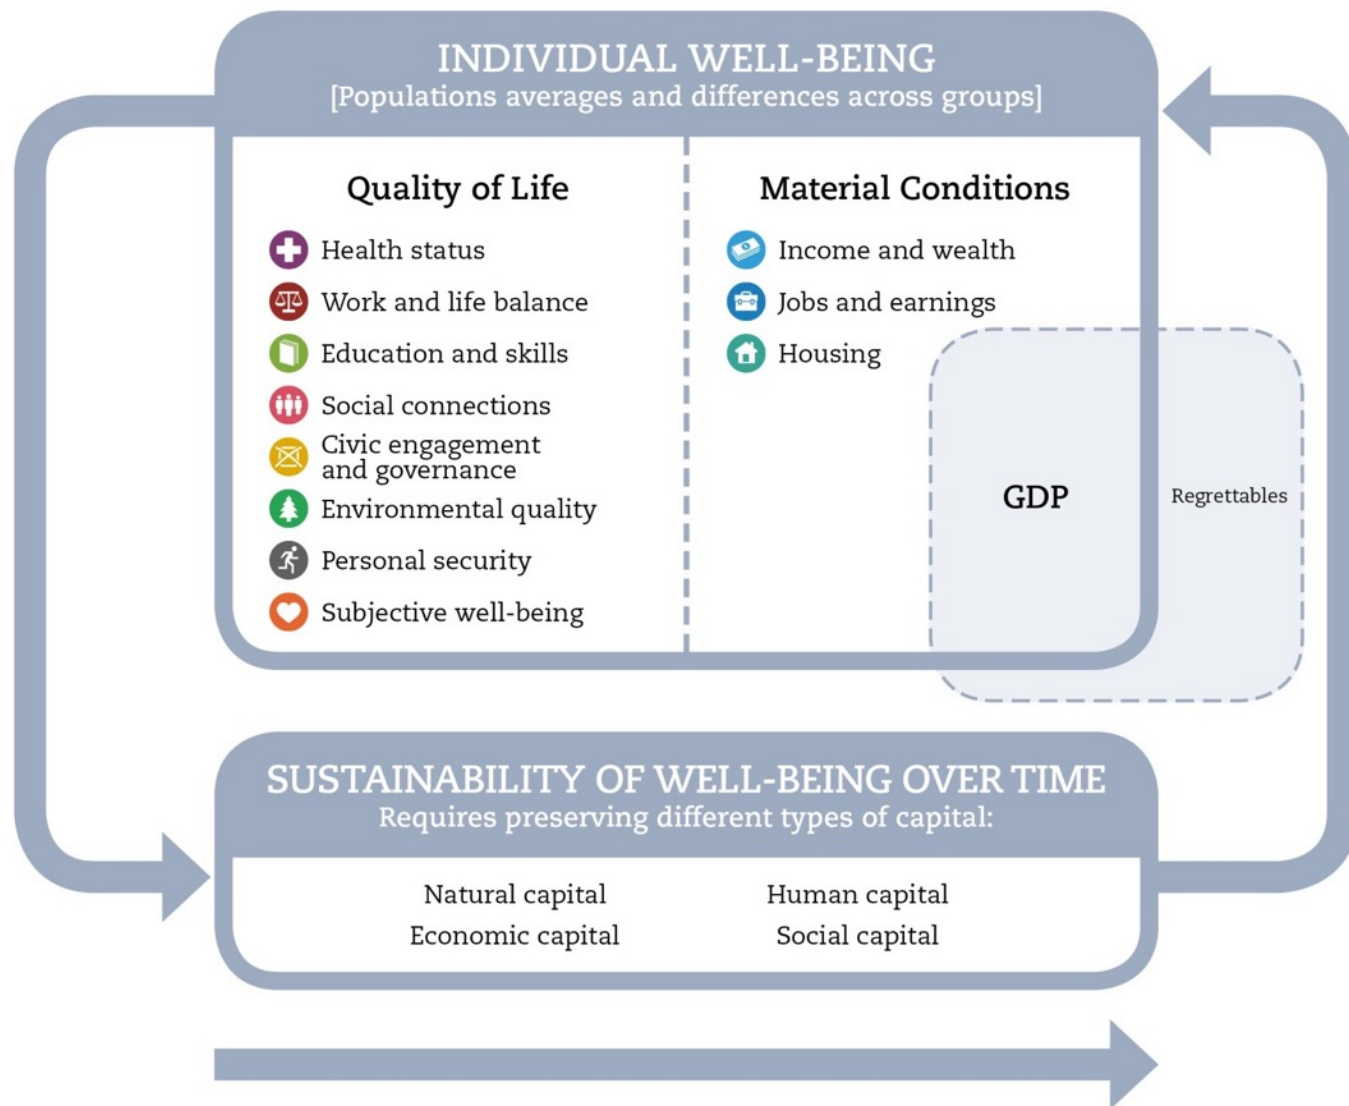 INDIVIDUAL WELL-BEING
[Populations averages and differences across groups]
Quality of Life
Health status
Work and life balance
Education and skills
Social connections
Civic engagement
and governance
Environmental quality
Personal security
Subjective well-being
Material Conditions
Income and wealth
Jobs and earnings
Housing
GDP
Regrettables
SUSTAINABILITY OF WELL-BEING OVER TIME
Requires preserving different types of capital:
Natural capital
Human capital
Economic capital
Social capital